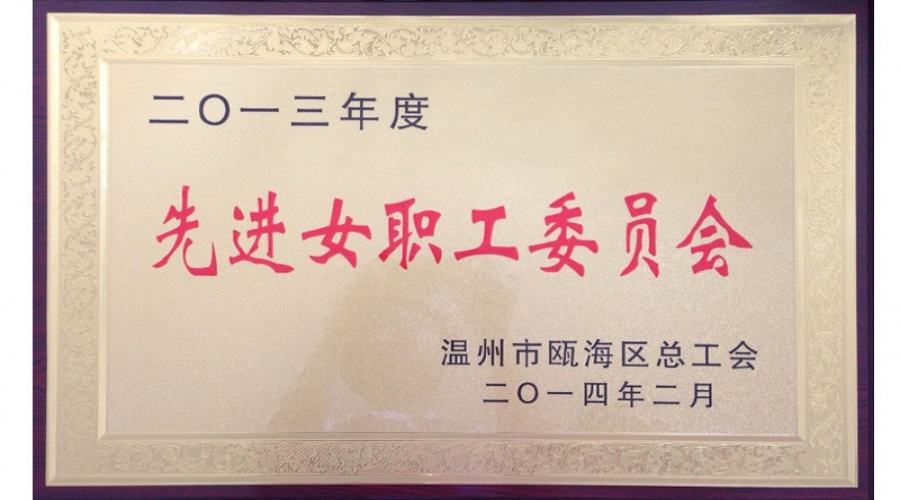 二〇一三年度
先进女职工委员会
温州市瓯海区总工会
二〇一四年二月